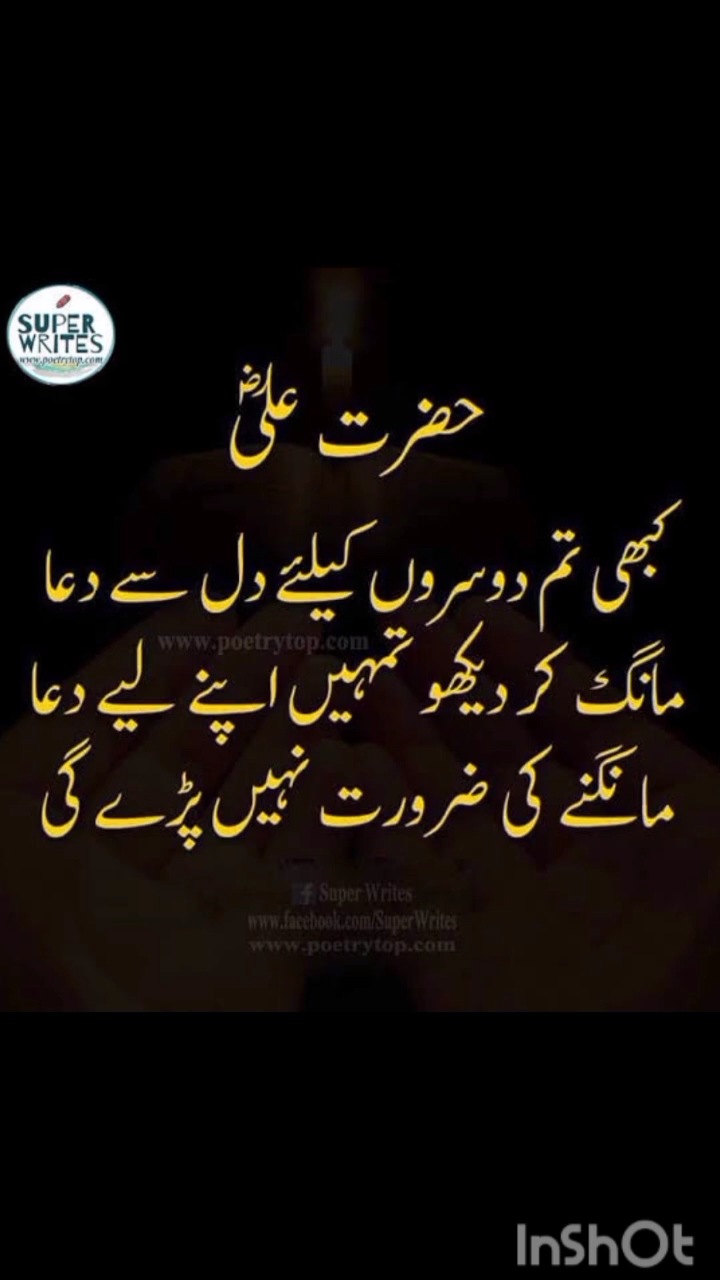 SUPER
WRITES
www.poetrytop.com
حضرت علیؓ
کبھی تم دوسروں کیلئے دل سے دعا
www.poetrytop.com
مانگ کر دیکھو تمہیں اپنے لیے دعا
مانگنے کی ضرورت نہیں پڑے گی
Super Writes
www.facebook.com/SuperWrites
www.poetrytop.com
InShOt